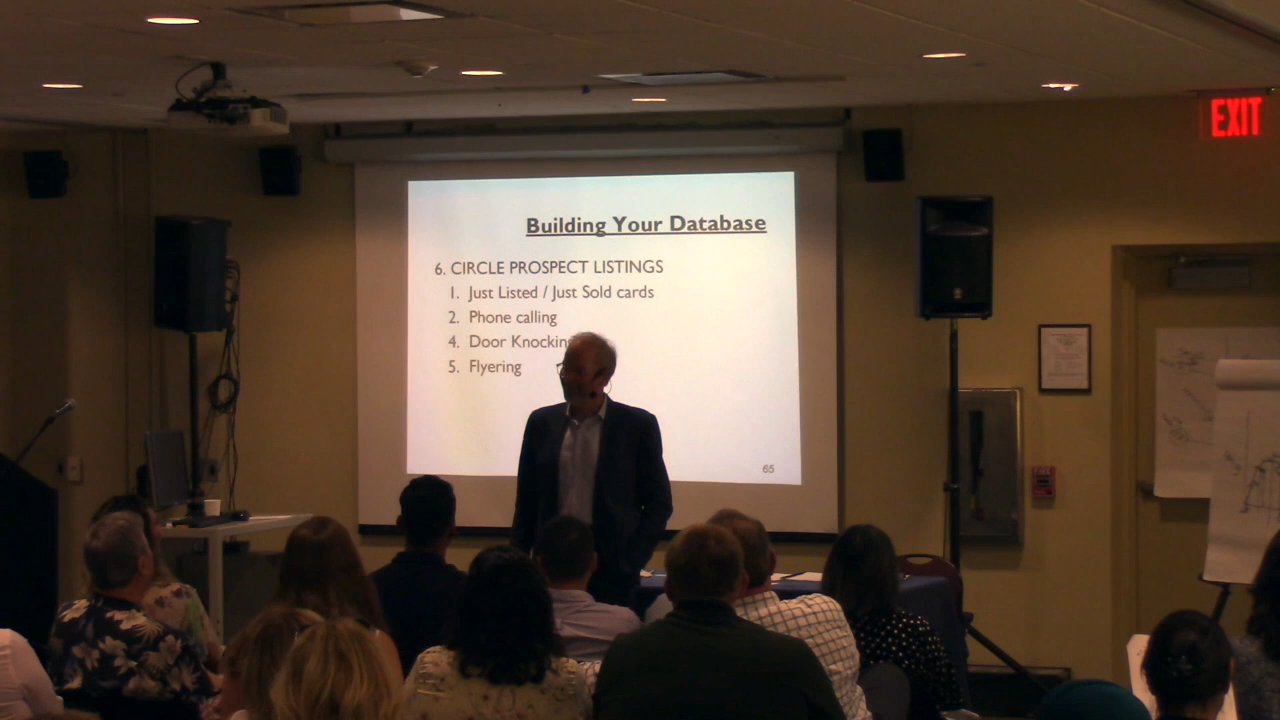 EXIT
Building Your Database
6. CIRCLE PROSPECT LISTINGS
1. Just Listed / Just Sold cards
2. Phone calling
4. Door Knocking
5. Flyering
65